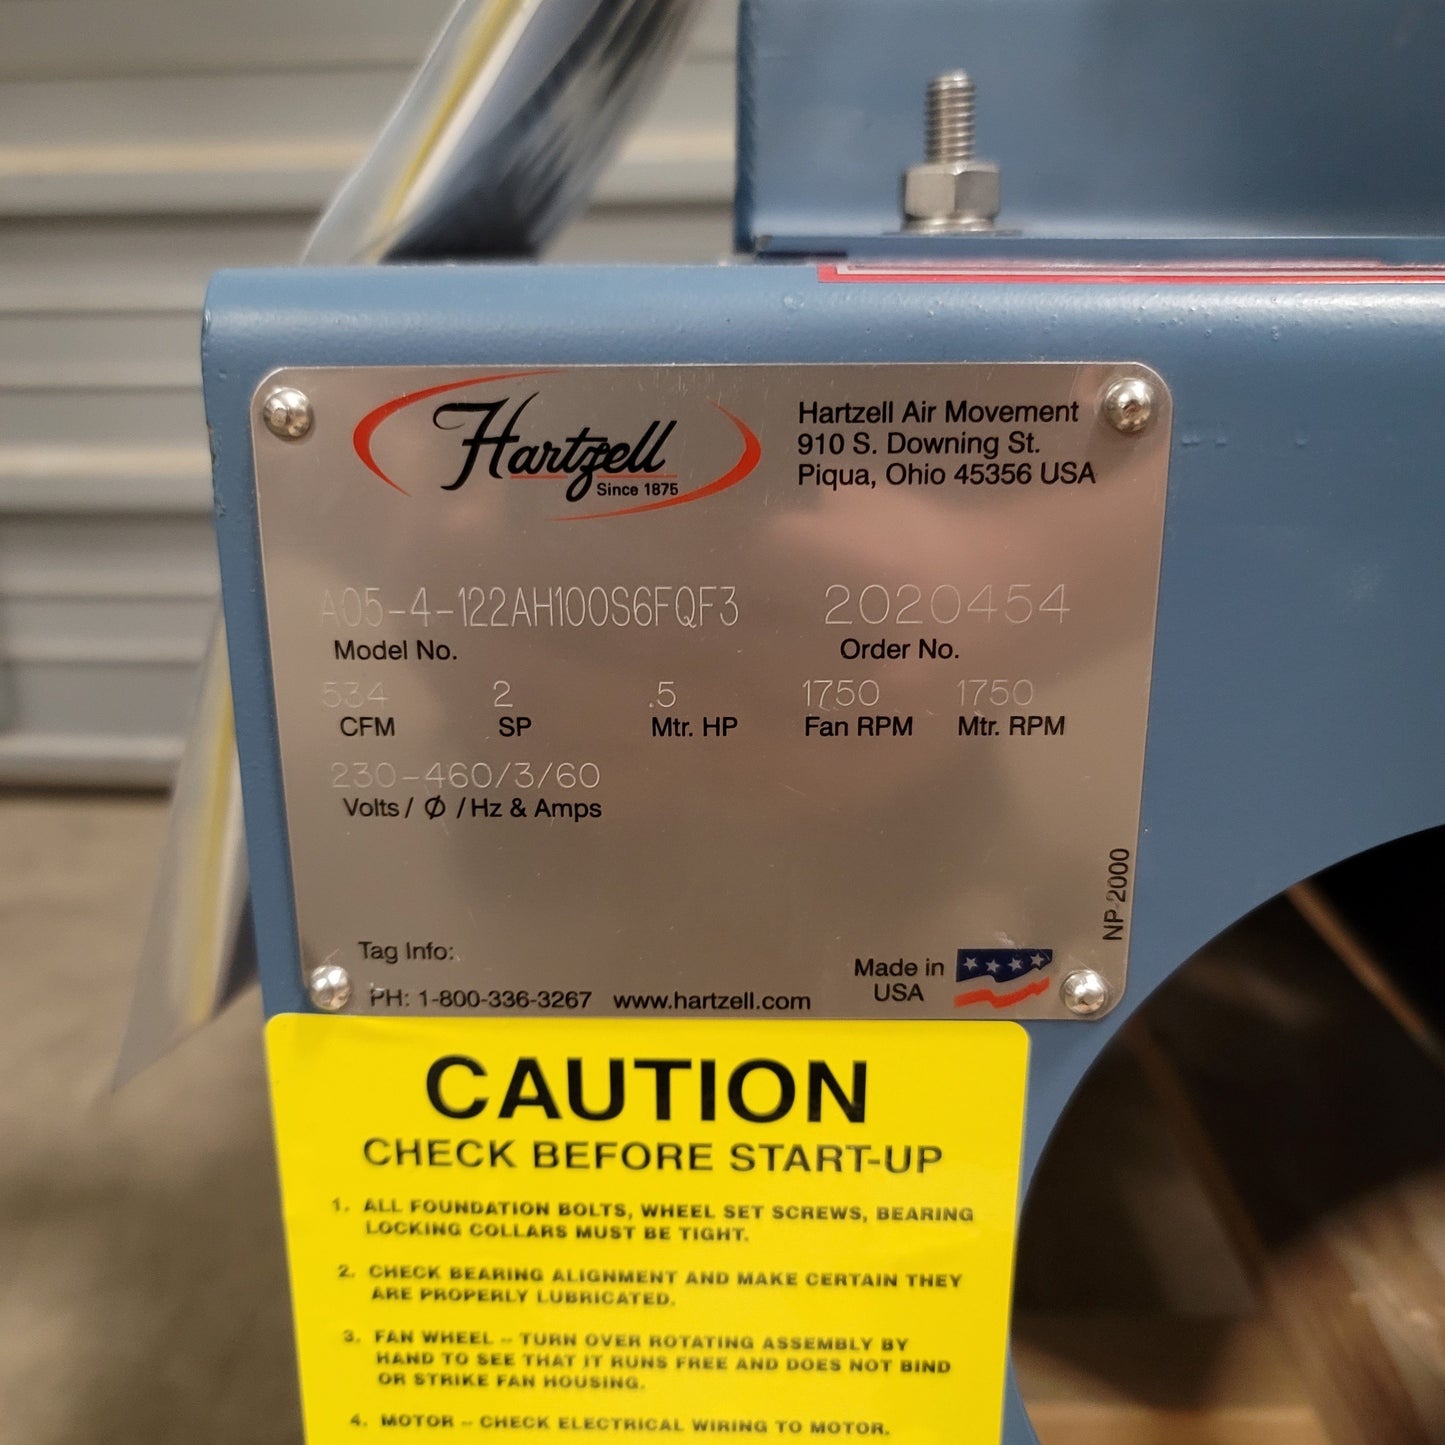 Hartzell
Since 1875
Hartzell Air Movement
910 S. Downing St.
Piqua, Ohio 45356 USA
A05-4-122AH100S6FQF3 2020454
Model No. Order No.
534 2 .5 1750 1750
CFM SP Mtr. HP Fan RPM Mtr. RPM
230-460/3/60
Volts / Ø / Hz & Amps
NP 2000
Tag Info:
Made in
USA
PH: 1-800-336-3267 www.hartzell.com
CAUTION
CHECK BEFORE START-UP
1. ALL FOUNDATION BOLTS, WHEEL SET SCREWS, BEARING
LOCKING COLLARS MUST BE TIGHT.
2. CHECK BEARING ALIGNMENT AND MAKE CERTAIN THEY
ARE PROPERLY LUBRICATED.
3. FAN WHEEL -- TURN OVER ROTATING ASSEMBLY BY
HAND TO SEE THAT IT RUNS FREE AND DOES NOT BIND
OR STRIKE FAN HOUSING.
4. MOTOR -- CHECK ELECTRICAL WIRING TO MOTOR.